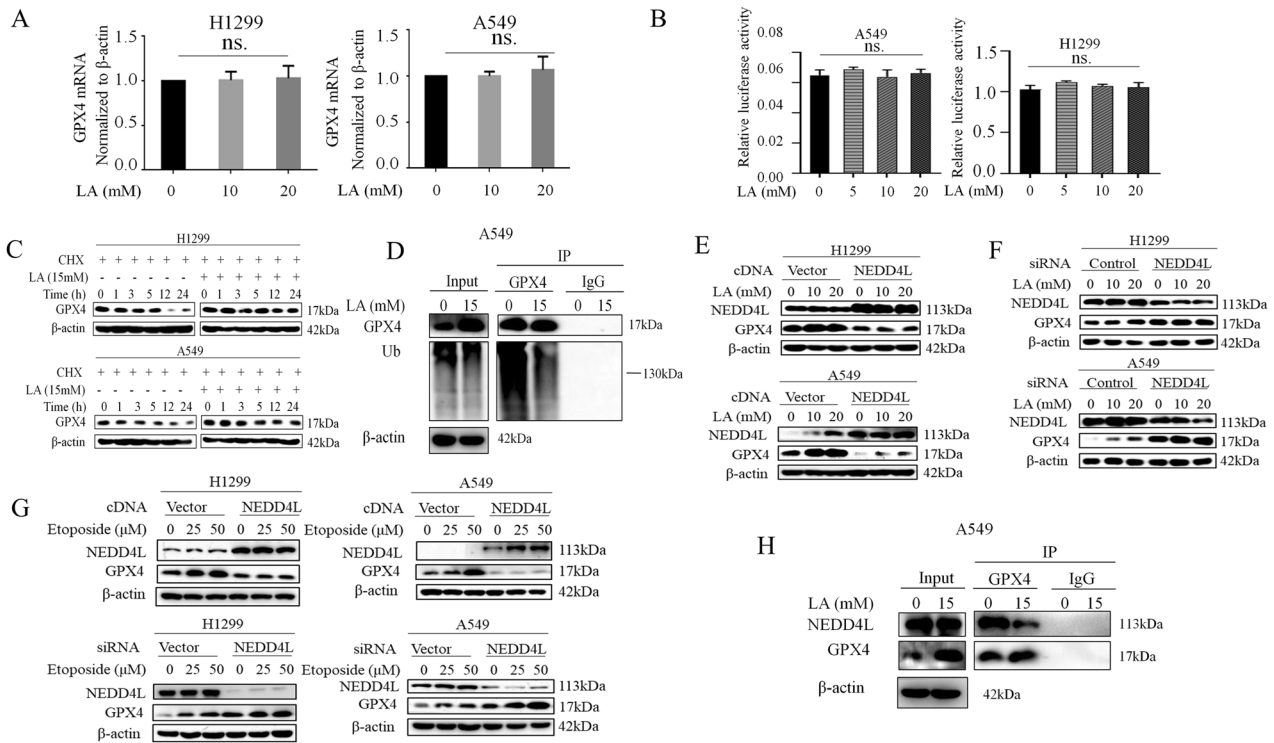 A
H1299
ns.
GPX4 mRNA
Normalized to β-actin
1.5
1.0
0.5
0.0
LA (mM) 0 10 20
A549
ns.
GPX4 mRNA
Normalized to β-actin
1.5
1.0
0.5
0.0
LA (mM) 0 10 20
B
A549
ns.
Relative luciferase activity
0.08
0.06
0.04
0.02
0.00
LA (mM) 0 5 10 20
H1299
ns.
Relative luciferase activity
1.5
1.0
0.5
0.0
LA (mM) 0 5 10 20
C
H1299
CHX + + + + + + + + + + + +
LA (15mM) - - - - - - + + + + + +
Time (h) 0 1 3 5 12 24 0 1 3 5 12 24
GPX4 17kDa
β-actin 42kDa
A549
CHX + + + + + + + + + + + +
LA (15mM) - - - - - - + + + + + +
Time (h) 0 1 3 5 12 24 0 1 3 5 12 24
GPX4 17kDa
β-actin 42kDa
D
A549
IP
Input GPX4 IgG
LA (mM) 0 15 0 15 0 15
GPX4 17kDa
Ub
130kDa
β-actin 42kDa
E
H1299
cDNA Vector NEDD4L
LA (mM) 0 10 20 0 10 20
NEDD4L 113kDa
GPX4 17kDa
β-actin 42kDa
A549
cDNA Vector NEDD4L
LA (mM) 0 10 20 0 10 20
NEDD4L 113kDa
GPX4 17kDa
β-actin 42kDa
F
H1299
siRNA Control NEDD4L
LA (mM) 0 10 20 0 10 20
NEDD4L 113kDa
GPX4 17kDa
β-actin 42kDa
A549
siRNA Control NEDD4L
LA (mM) 0 10 20 0 10 20
NEDD4L 113kDa
GPX4 17kDa
β-actin 42kDa
G
H1299
cDNA Vector NEDD4L
Etoposide (μM) 0 25 50 0 25 50
NEDD4L
GPX4
β-actin
A549
cDNA Vector NEDD4L
Etoposide (μM) 0 25 50 0 25 50
NEDD4L 113kDa
GPX4 17kDa
β-actin 42kDa
H1299
siRNA Vector NEDD4L
Etoposide (μM) 0 25 50 0 25 50
NEDD4L
GPX4
β-actin
A549
siRNA Vector NEDD4L
Etoposide (μM) 0 25 50 0 25 50
NEDD4L 113kDa
GPX4 17kDa
β-actin 42kDa
H
A549
IP
Input GPX4 IgG
LA (mM) 0 15 0 15 0 15
NEDD4L 113kDa
GPX4 17kDa
β-actin 42kDa